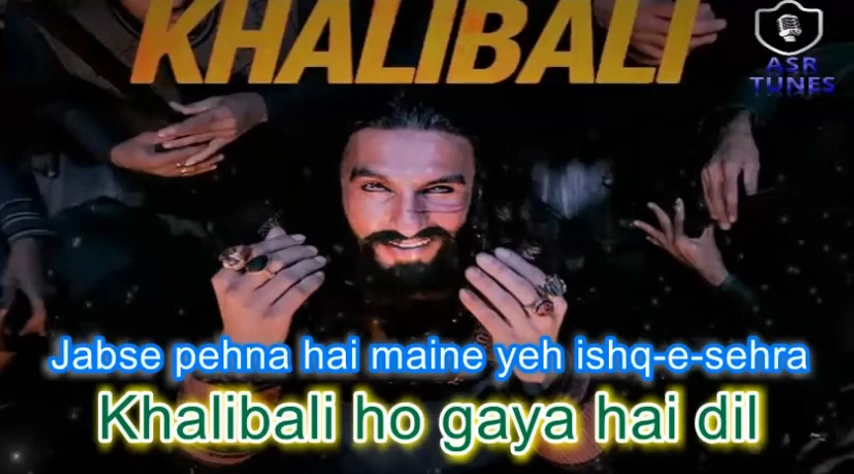 KHALIBALI
ASR
TUNES
Jabse pehna hai maine yeh ishq-e-sehra
Khalibali ho gaya hai dil